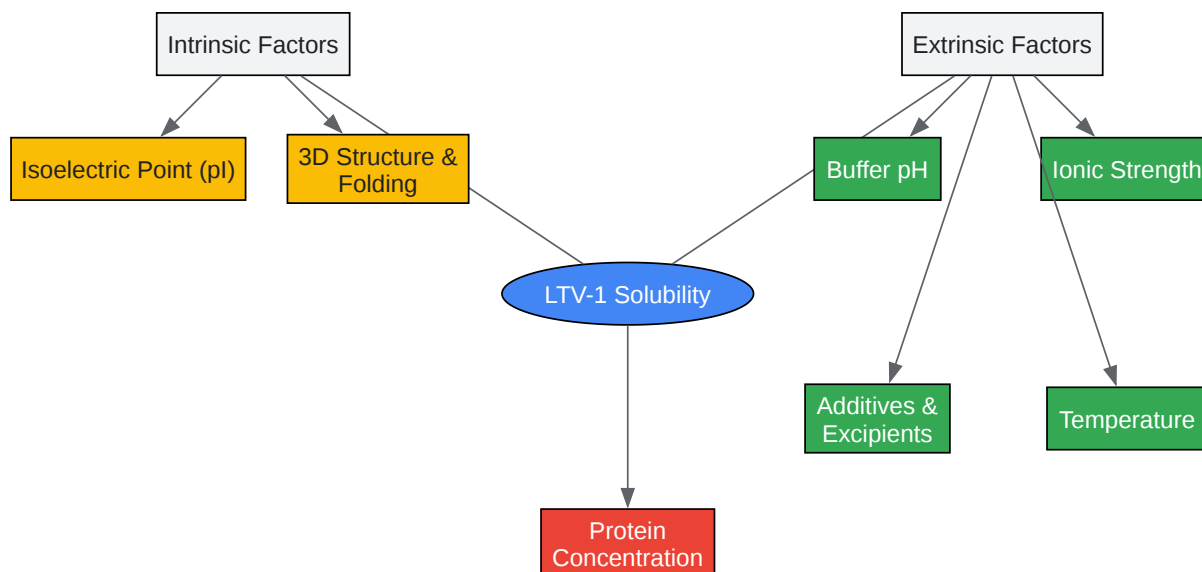 Intrinsic Factors
Extrinsic Factors
Isoelectric Point (pI)
3D Structure &
Folding
Buffer pH
Ionic Strength
LTV-1 Solubility
Additives &
Excipients
Temperature
Protein
Concentration